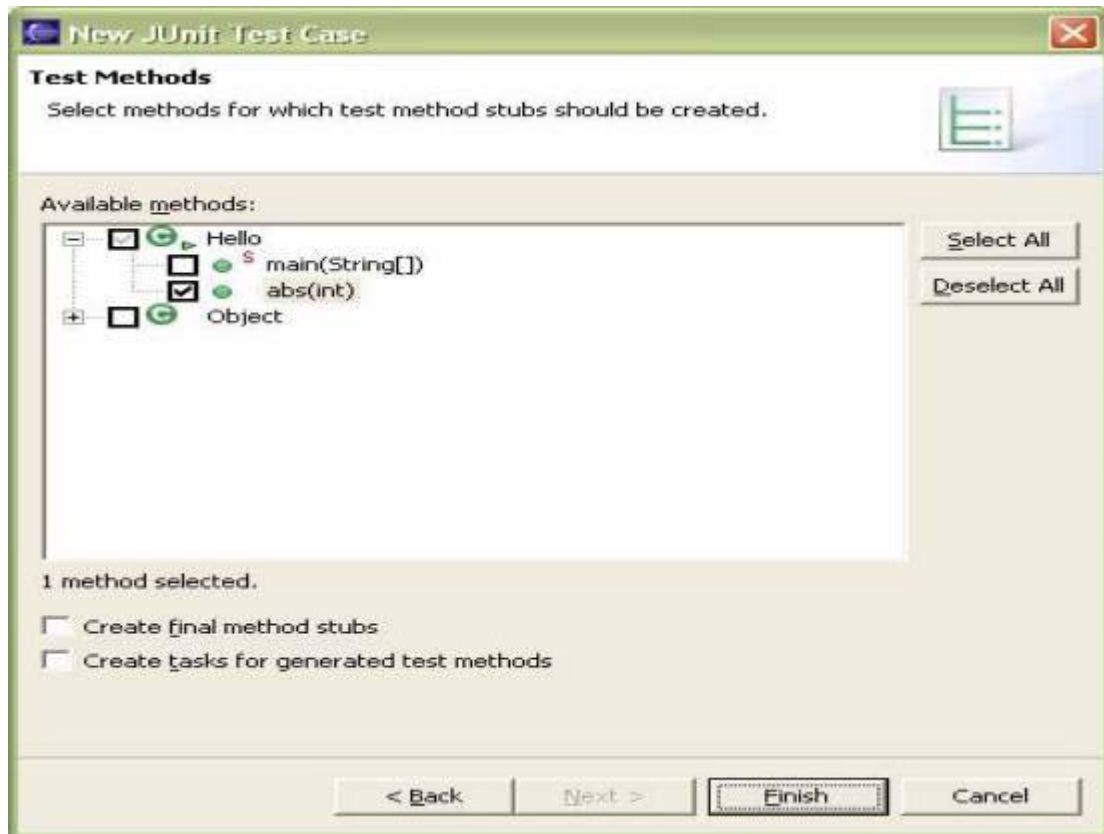 New JUnit Test Case
Test Methods
Select methods for which test method stubs should be created.
Available methods:
Hello
Select All
S main(String[])
abs(int)
Deselect All
Object
1 method selected.
Create final method stubs
Create tasks for generated test methods
< Back
Next >
Finish
Cancel